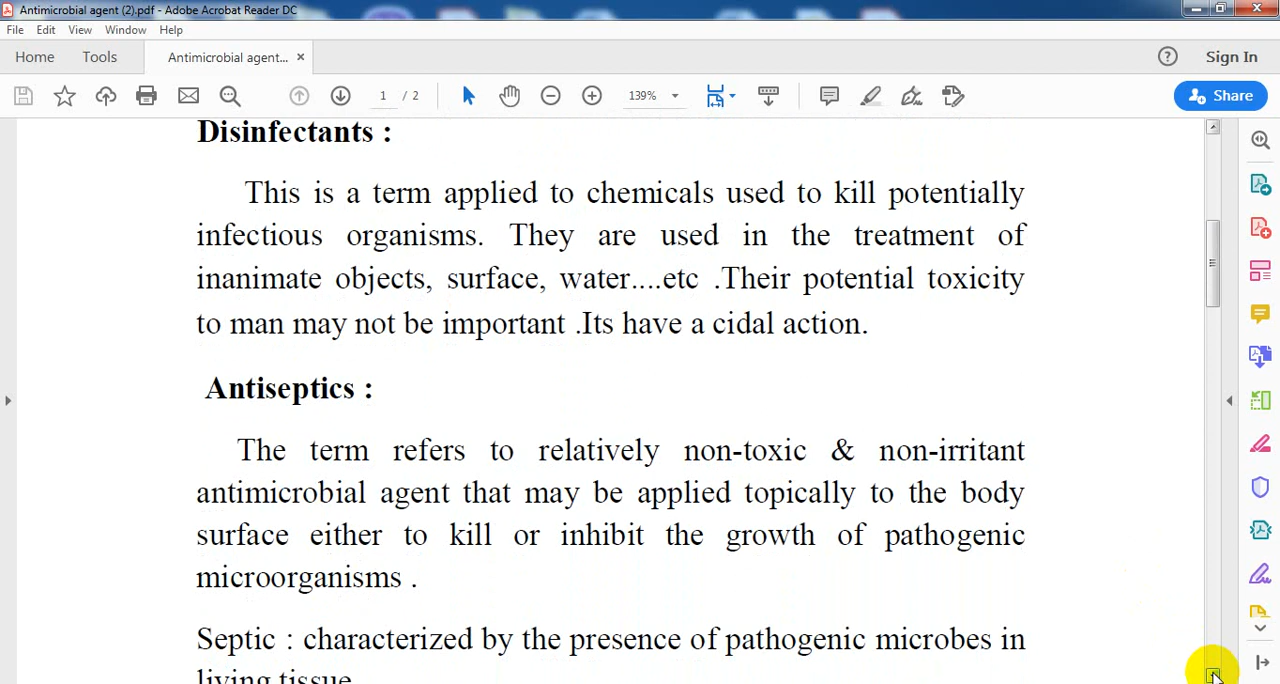 Antimicrobial agent (2).pdf - Adobe Acrobat Reader DC
File Edit View Window Help
Home Tools Antimicrobial agent... × ? Sign In
1 / 2 139% Share
Disinfectants :
This is a term applied to chemicals used to kill potentially
infectious organisms. They are used in the treatment of
inanimate objects, surface, water....etc .Their potential toxicity
to man may not be important .Its have a cidal action.
Antiseptics :
The term refers to relatively non-toxic & non-irritant
antimicrobial agent that may be applied topically to the body
surface either to kill or inhibit the growth of pathogenic
microorganisms .
Septic : characterized by the presence of pathogenic microbes in
living tissue